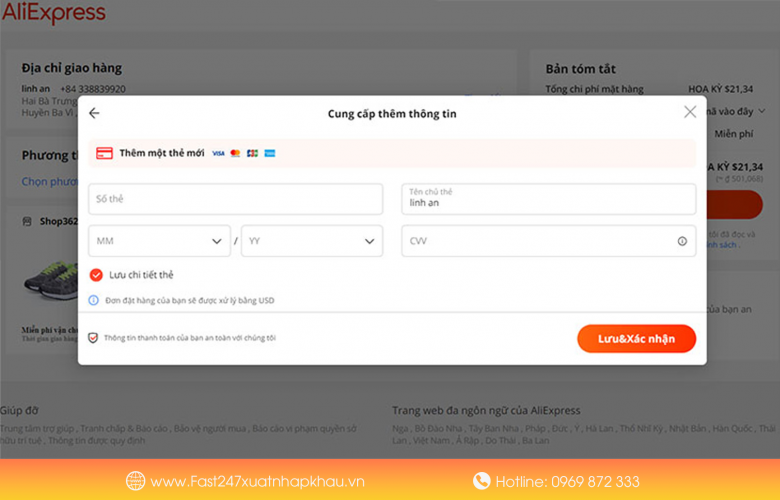 AliExpress
Địa chỉ giao hàng
linh an +84 338839920
Hai Bà Trưng
Huyền Ba Vì
Phương t
Chọn phươ
Shop362
Miễn phí vận ch
Thời gian giao hàng
Bản tóm tắt
Tổng chi phí mặt hàng HOA KỲ $21,34
mã vào đây
Miễn phí
A KỲ $21,34
(≈ ₫ 501,068)
tôi đã đọc và
ính sách .
của bạn an
Cung cấp thêm thông tin
Thêm một thẻ mới VISA JCB
Số thẻ
Tên chủ thẻ
linh an
MM / YY
CVV
Lưu chi tiết thẻ
Đơn đặt hàng của bạn sẽ được xử lý bằng USD
Thông tin thanh toán của bạn an toàn với chúng tôi
Lưu&Xác nhận
Giúp đỡ
Trung tâm trợ giúp , Tranh chấp & Báo cáo , Bảo vệ người mua , Báo cáo vi phạm quyền sở
hữu trí tuệ , Thông tin được quy định
Trang web đa ngôn ngữ của AliExpress
Nga , Bồ Đào Nha , Tây Ban Nha , Pháp , Đức , Ý , Hà Lan , Thổ Nhĩ Kỳ , Nhật Bản , Hàn Quốc , Thái
Lan , Việt Nam , Ả Rập , Do Thái , Ba Lan
www.Fast247xuatnhapkhau.vn
Hotline: 0969 872 333